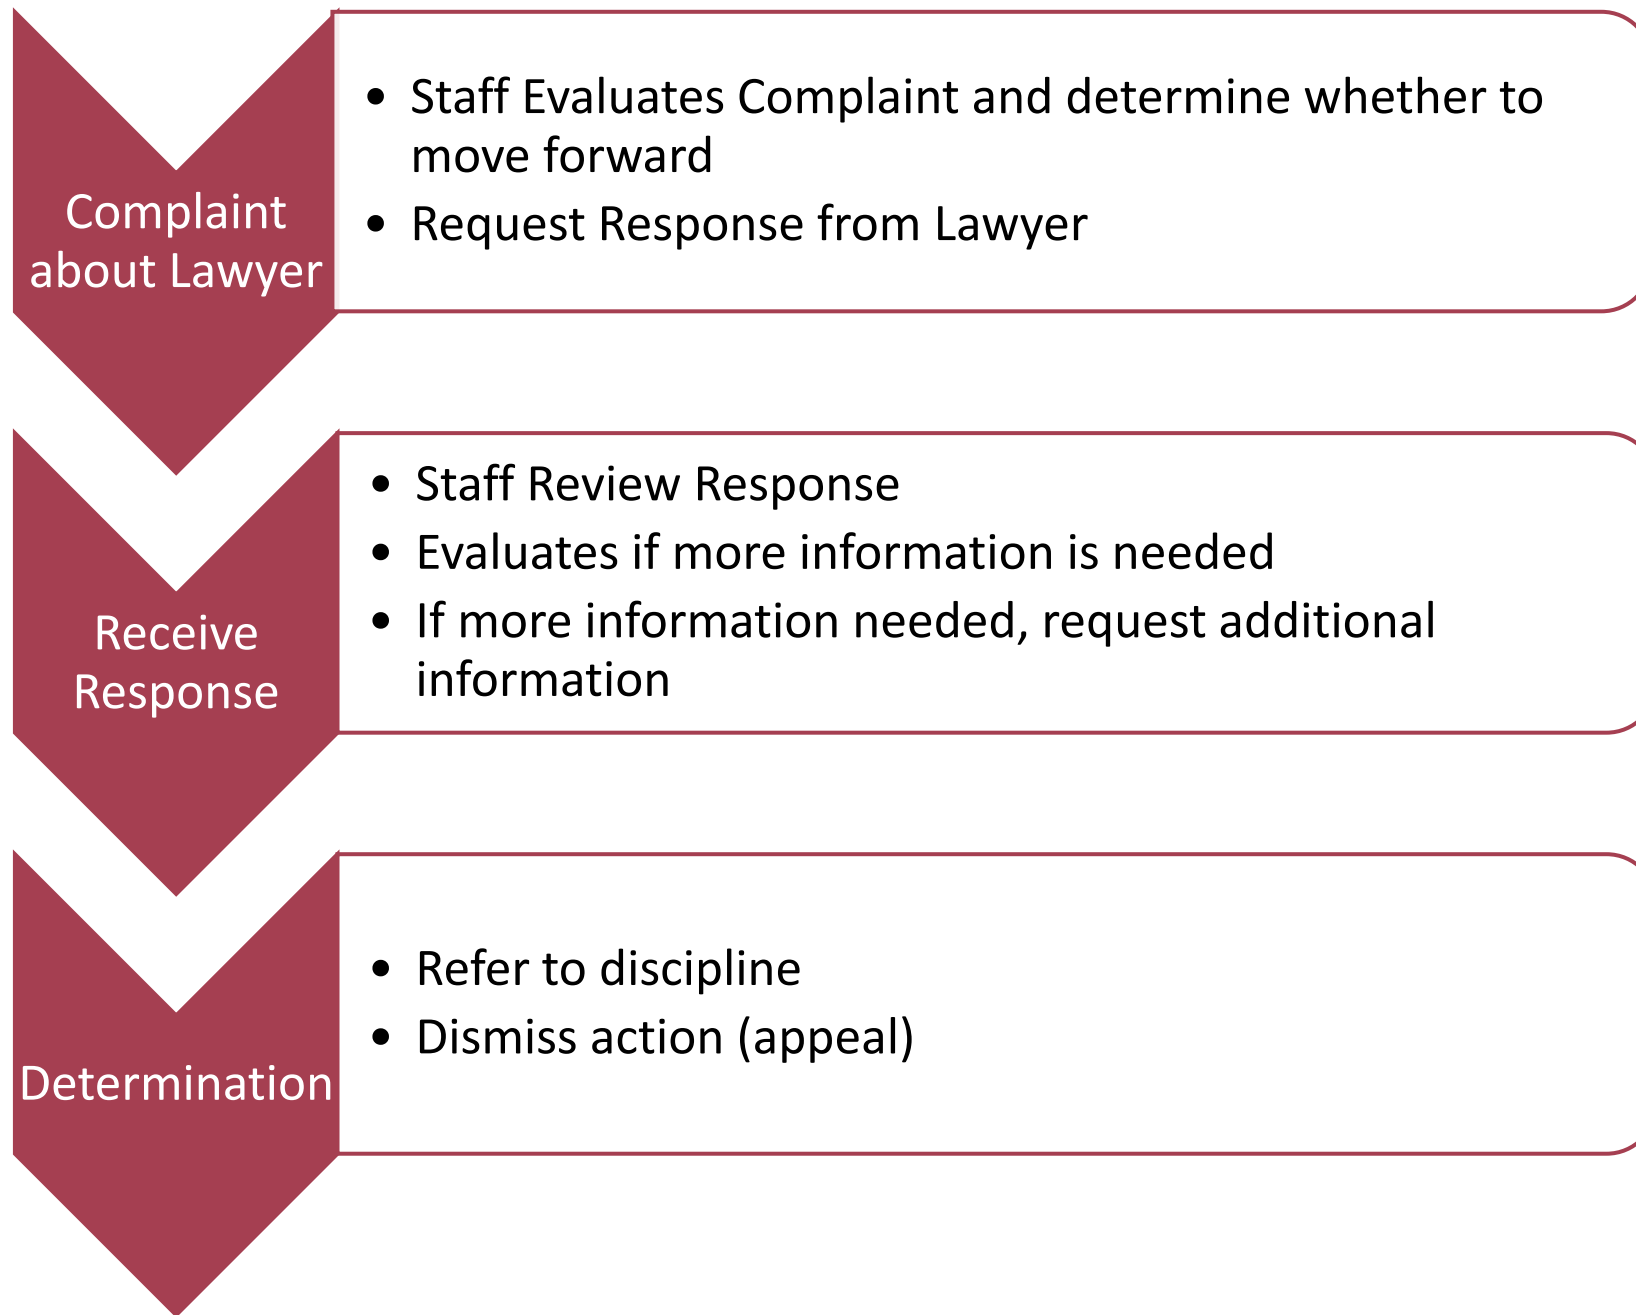 Complaint
about Lawyer
• Staff Evaluates Complaint and determine whether to
move forward
• Request Response from Lawyer
Receive
Response
• Staff Review Response
• Evaluates if more information is needed
• If more information needed, request additional
information
Determination
• Refer to discipline
• Dismiss action (appeal)